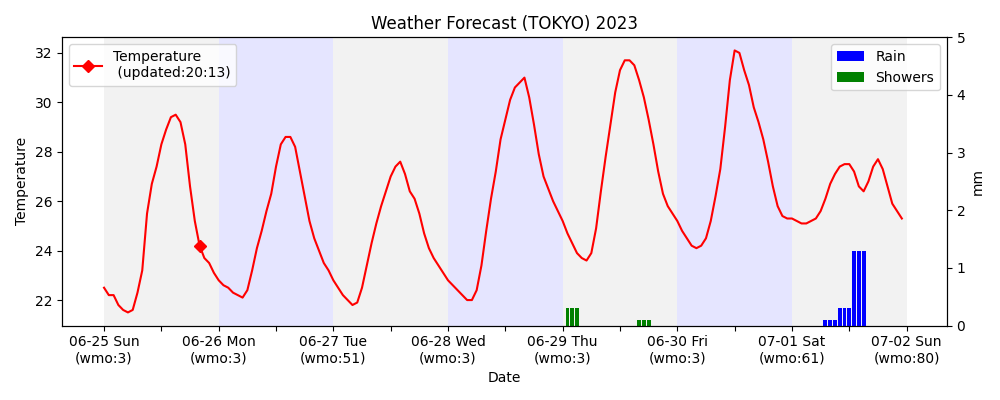 Weather Forecast (TOKYO) 2023
Temperature
(updated:20:13)
Rain
Showers
Temperature
32
30
28
26
24
22
5
4
3
2
1
0
mm
06-25 Sun
(wmo:3)
06-26 Mon
(wmo:3)
06-27 Tue
(wmo:51)
06-28 Wed
(wmo:3)
06-29 Thu
(wmo:3)
06-30 Fri
(wmo:3)
07-01 Sat
(wmo:61)
07-02 Sun
(wmo:80)
Date